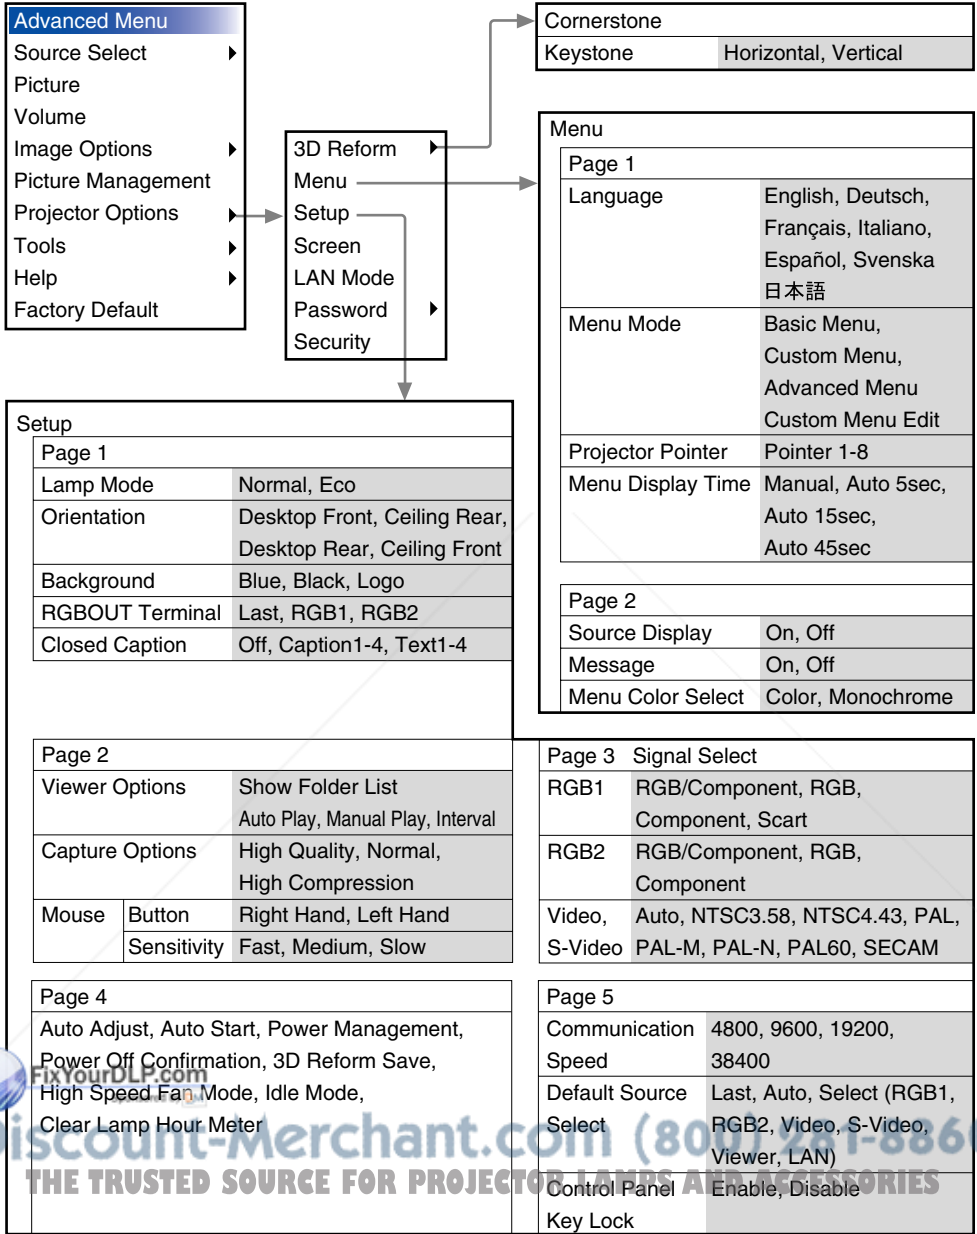 Advanced Menu
Source Select
Picture
Volume
Image Options
Picture Management
Projector Options
Tools
Help
Factory Default
3D Reform
Menu
Setup
Screen
LAN Mode
Password
Security
Cornerstone
Keystone Horizontal, Vertical
Menu
Page 1
Language English, Deutsch,
Français, Italiano,
Español, Svenska
日本語
Menu Mode Basic Menu,
Custom Menu,
Advanced Menu
Custom Menu Edit
Projector Pointer Pointer 1-8
Menu Display Time Manual, Auto 5sec,
Auto 15sec,
Auto 45sec
Page 2
Source Display On, Off
Message On, Off
Menu Color Select Color, Monochrome
Setup
Page 1
Lamp Mode Normal, Eco
Orientation Desktop Front, Ceiling Rear,
Desktop Rear, Ceiling Front
Background Blue, Black, Logo
RGBOUT Terminal Last, RGB1, RGB2
Closed Caption Off, Caption1-4, Text1-4
Page 2
Viewer Options Show Folder List
Auto Play, Manual Play, Interval
Capture Options High Quality, Normal,
High Compression
Mouse Button Right Hand, Left Hand
Sensitivity Fast, Medium, Slow
Page 3 Signal Select
RGB1 RGB/Component, RGB,
Component, Scart
RGB2 RGB/Component, RGB,
Component
Video, Auto, NTSC3.58, NTSC4.43, PAL,
S-Video PAL-M, PAL-N, PAL60, SECAM
Page 4
Auto Adjust, Auto Start, Power Management,
Power Off Confirmation, 3D Reform Save,
High Speed Fan Mode, Idle Mode,
Clear Lamp Hour Meter
Page 5
Communication 4800, 9600, 19200,
Speed 38400
Default Source Last, Auto, Select (RGB1,
Select RGB2, Video, S-Video,
Viewer, LAN)
Control Panel Enable, Disable
Key Lock
FixYourDLP.com
iscount-Merchant.com (800) 281-886
THE TRUSTED SOURCE FOR PROJECTOR LAMPS AND ACCESSORIES